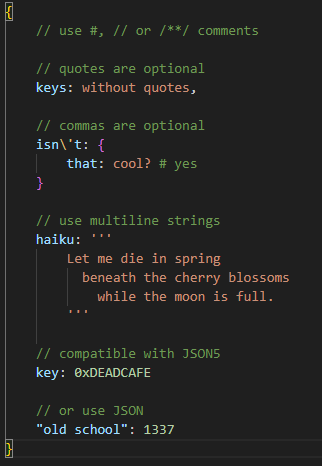 {
    // use #, // or /**/ comments

    // quotes are optional
    keys: without quotes,

    // commas are optional
    isn\'t: {
        that: cool? # yes
    }

    // use multiline strings
    haiku: '''
        Let me die in spring
          beneath the cherry blossoms
            while the moon is full.
        '''

    // compatible with JSON5
    key: 0xDEADCAFE

    // or use JSON
    "old school": 1337
}